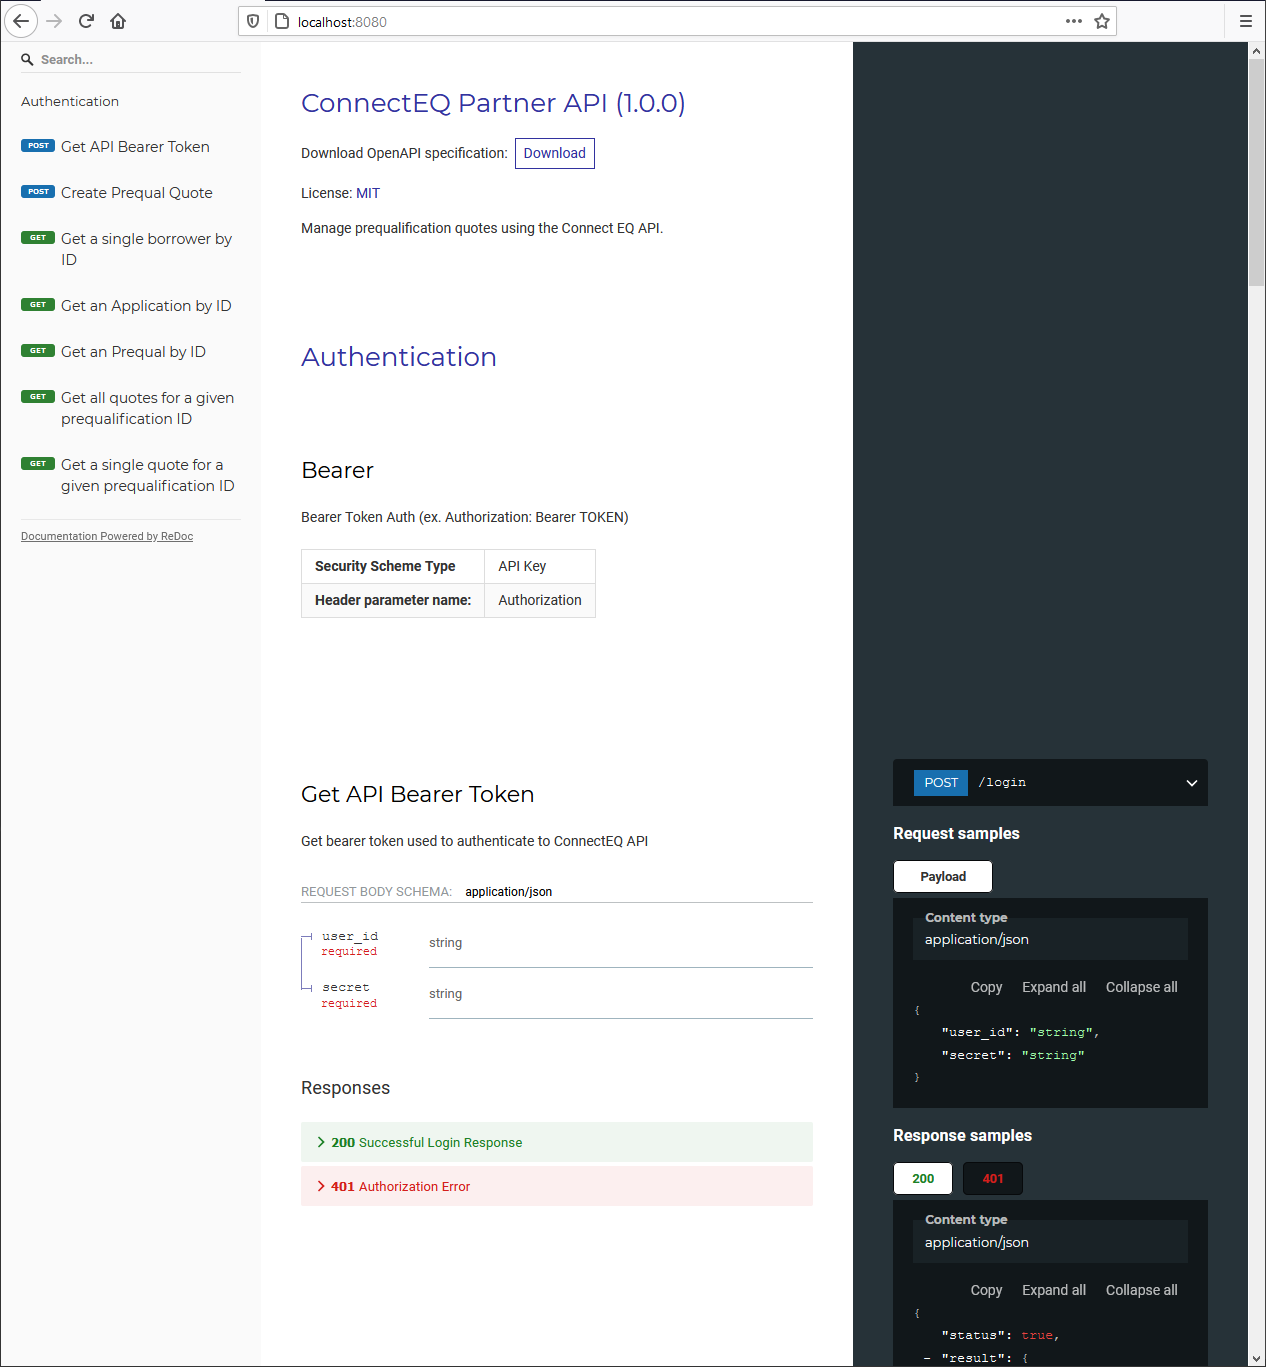 localhost:8080
Search...
Authentication
POST Get API Bearer Token
POST Create Prequal Quote
GET Get a single borrower by
ID
GET Get an Application by ID
GET Get an Prequal by ID
GET Get all quotes for a given
prequalification ID
GET Get a single quote for a
given prequalification ID
Documentation Powered by ReDoc
ConnectEQ Partner API (1.0.0)
Download OpenAPI specification: Download
License: MIT
Manage prequalification quotes using the Connect EQ API.
Authentication
Bearer
Bearer Token Auth (ex. Authorization: Bearer TOKEN)
Security Scheme Type API Key
Header parameter name: Authorization
Get API Bearer Token
Get bearer token used to authenticate to ConnectEQ API
REQUEST BODY SCHEMA: application/json
user_id string
required
secret string
required
Responses
200 Successful Login Response
401 Authorization Error
POST /login
Request samples
Payload
Content type
application/json
Copy Expand all Collapse all
{
"user_id": "string",
"secret": "string"
}
Response samples
200 401
Content type
application/json
Copy Expand all Collapse all
{
"status": true,
- "result": {